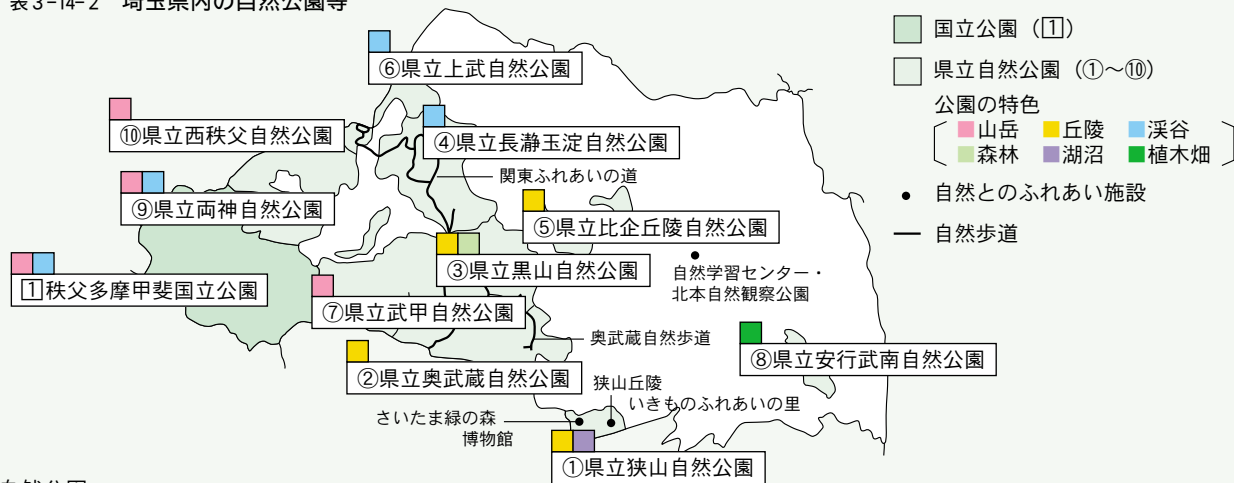 表3-14-2 埼玉県内の自然公園等
国立公園（1）
県立自然公園（①～⑩）
公園の特色
山岳 丘陵 渓谷
森林 湖沼 植木畑
自然とのふれあい施設
自然歩道
⑥県立上武自然公園
⑩県立西秩父自然公園
④県立長瀞玉淀自然公園
関東ふれあいの道
⑨県立両神自然公園
⑤県立比企丘陵自然公園
③県立黒山自然公園
自然学習センター・
北本自然観察公園
1秩父多摩甲斐国立公園
⑦県立武甲自然公園
奥武蔵自然歩道
⑧県立安行武南自然公園
②県立奥武蔵自然公園
狭山丘陵
いきものふれあいの里
さいたま緑の森
博物館
①県立狭山自然公園